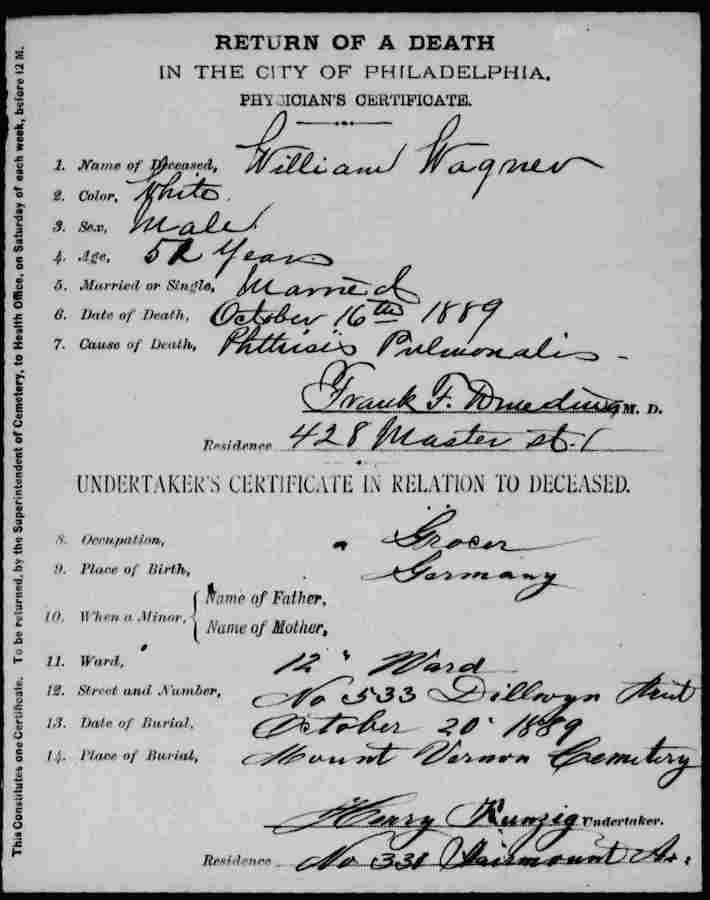 RETURN OF A DEATH
IN THE CITY OF PHILADELPHIA.
PHYSICIAN'S CERTIFICATE.
1. Name of Deceased, William Wagner
2. Color, White.
3. Sex, Male
4. Age, 52 Years
5. Married or Single, Married
6. Date of Death, October 16th 1889
7. Cause of Death, Phthisis Pulmonalis -
Frank F. M. D.
Residence 428 Master st.
UNDERTAKER'S CERTIFICATE IN RELATION TO DECEASED.
8. Occupation, Grocer
9. Place of Birth, Germany
10. When a Minor, { Name of Father,
Name of Mother,
11. Ward, 12 " Ward
12. Street and Number, No 533 Dillwyn Street
13. Date of Burial, October 20 1889
14. Place of Burial, Mount Vernon Cemetery
Henry Kunzig Undertaker.
Residence No 331 Fairmount Av.
This Constitutes one Certificate. To be returned, by the Superintendent of Cemetery, to Health Office, on Saturday of each week, before 12 M.